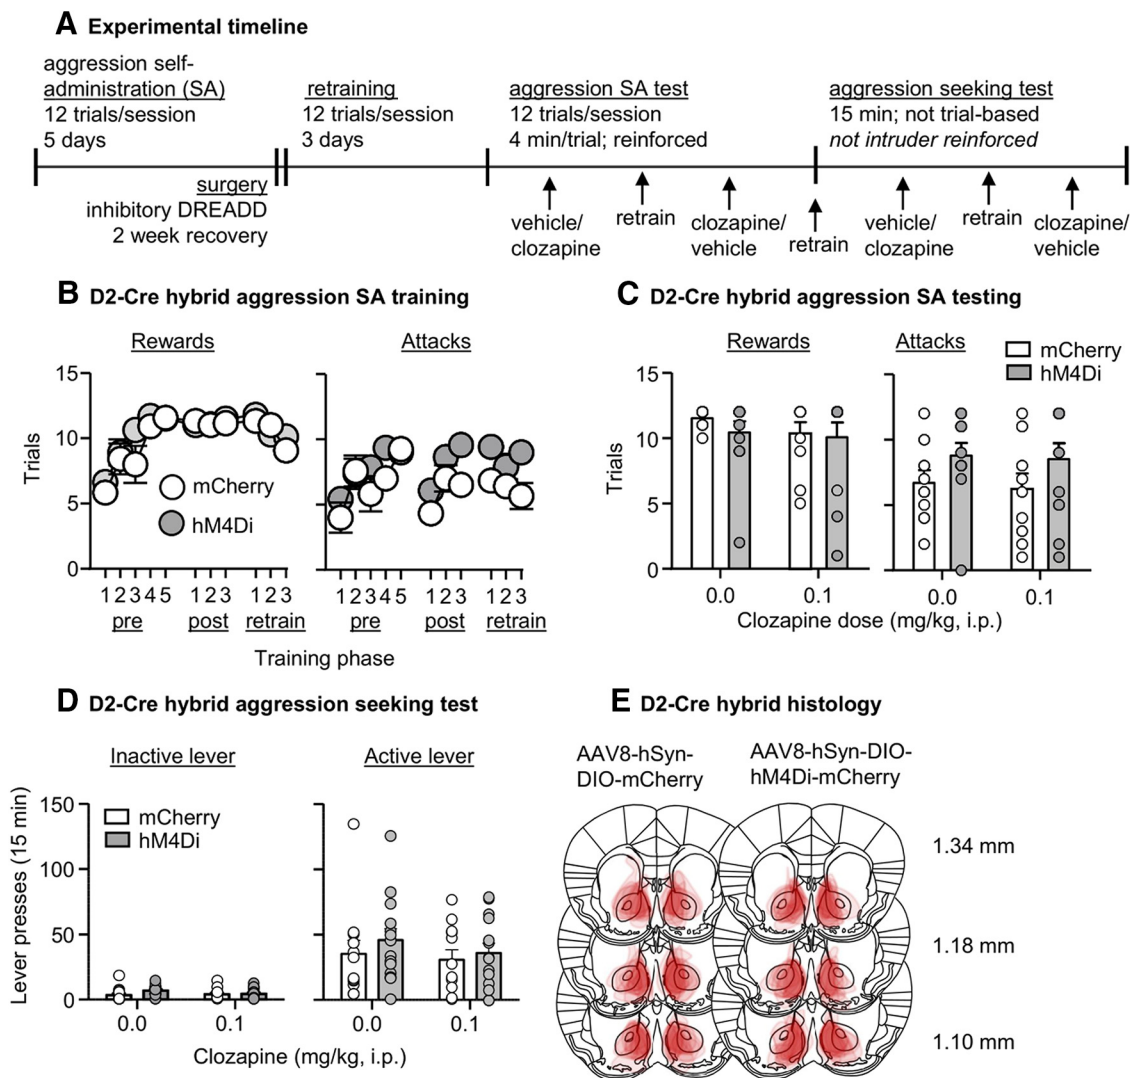 A Experimental timeline
aggression self-
administration (SA)
12 trials/session
5 days
retraining
12 trials/session
3 days
aggression SA test
12 trials/session
4 min/trial; reinforced
aggression seeking test
15 min; not trial-based
not intruder reinforced
surgery
inhibitory DREADD
2 week recovery
vehicle/
clozapine
retrain
clozapine/
vehicle
retrain
vehicle/
clozapine
retrain
clozapine/
vehicle
B D2-Cre hybrid aggression SA training
Rewards
Attacks
Trials
15
10
5
0
mCherry
hM4Di
1 2 3 4 5 1 2 3 1 2 3
pre post retrain
1 2 3 4 5 1 2 3 1 2 3
pre post retrain
Training phase
C D2-Cre hybrid aggression SA testing
Rewards
Attacks
mCherry
hM4Di
Trials
15
10
5
0
0.0 0.1
0.0 0.1
Clozapine dose (mg/kg, i.p.)
D D2-Cre hybrid aggression seeking test
Inactive lever
Active lever
Lever presses (15 min)
150
100
50
0
mCherry
hM4Di
0.0 0.1
0.0 0.1
Clozapine (mg/kg, i.p.)
E D2-Cre hybrid histology
AAV8-hSyn-
DIO-mCherry
AAV8-hSyn-DIO-
hM4Di-mCherry
1.34 mm
1.18 mm
1.10 mm